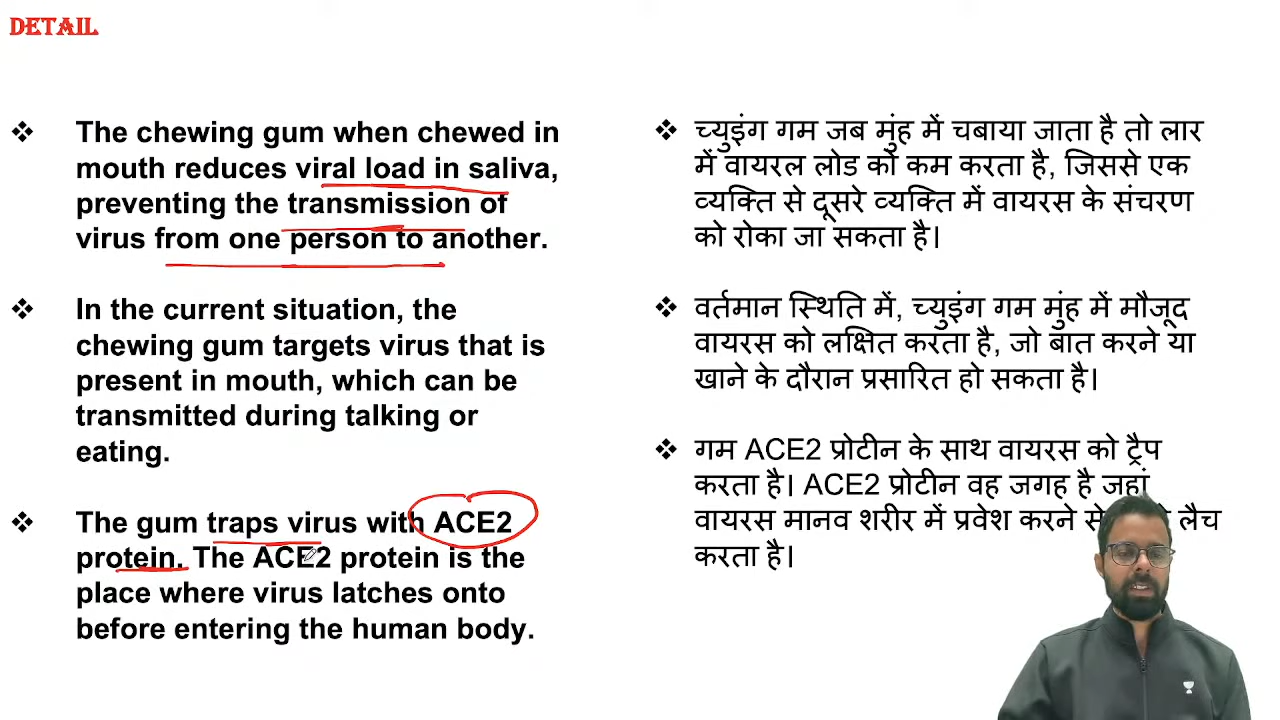 DETAIL
❖ The chewing gum when chewed in
mouth reduces viral load in saliva,
preventing the transmission of
virus from one person to another.
❖ In the current situation, the
chewing gum targets virus that is
present in mouth, which can be
transmitted during talking or
eating.
❖ The gum traps virus with ACE2
protein. The ACE2 protein is the
place where virus latches onto
before entering the human body.
❖ च्युइंग गम जब मुंह में चबाया जाता है तो लार
में वायरल लोड को कम करता है, जिससे एक
व्यक्ति से दूसरे व्यक्ति में वायरस के संचरण
को रोका जा सकता है।
❖ वर्तमान स्थिति में, च्युइंग गम मुंह में मौजूद
वायरस को लक्षित करता है, जो बात करने या
खाने के दौरान प्रसारित हो सकता है।
❖ गम ACE2 प्रोटीन के साथ वायरस को ट्रैप
करता है। ACE2 प्रोटीन वह जगह है जहां
वायरस मानव शरीर में प्रवेश करने से लैच
करता है।